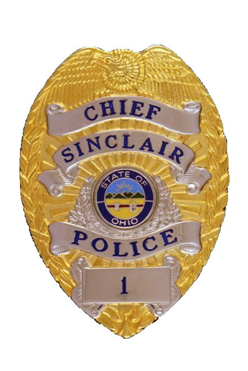 CHIEF
SINCLAIR
STATE OF
OHIO
POLICE
1